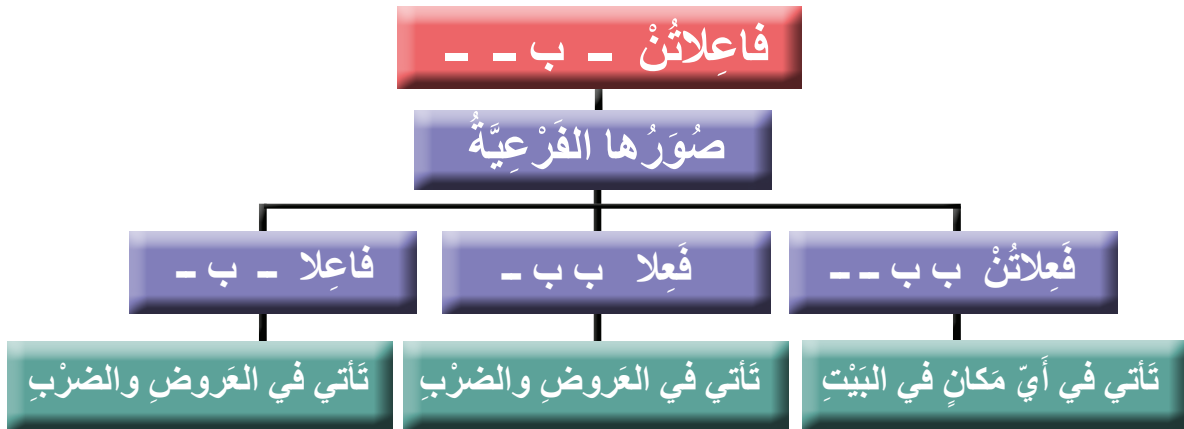 فاعِلاتُنْ – ب – –
صُوَرُها الفَرْعِيَّةُ
فَعِلاتُنْ ب ب – –
فَعِلا ب ب –
فاعِلا – ب –
تَأتي في أَيّ مَكانٍ في البَيْتِ
تَأتي في العَروضِ والضرْبِ
تَأتي في العَروضِ والضرْبِ